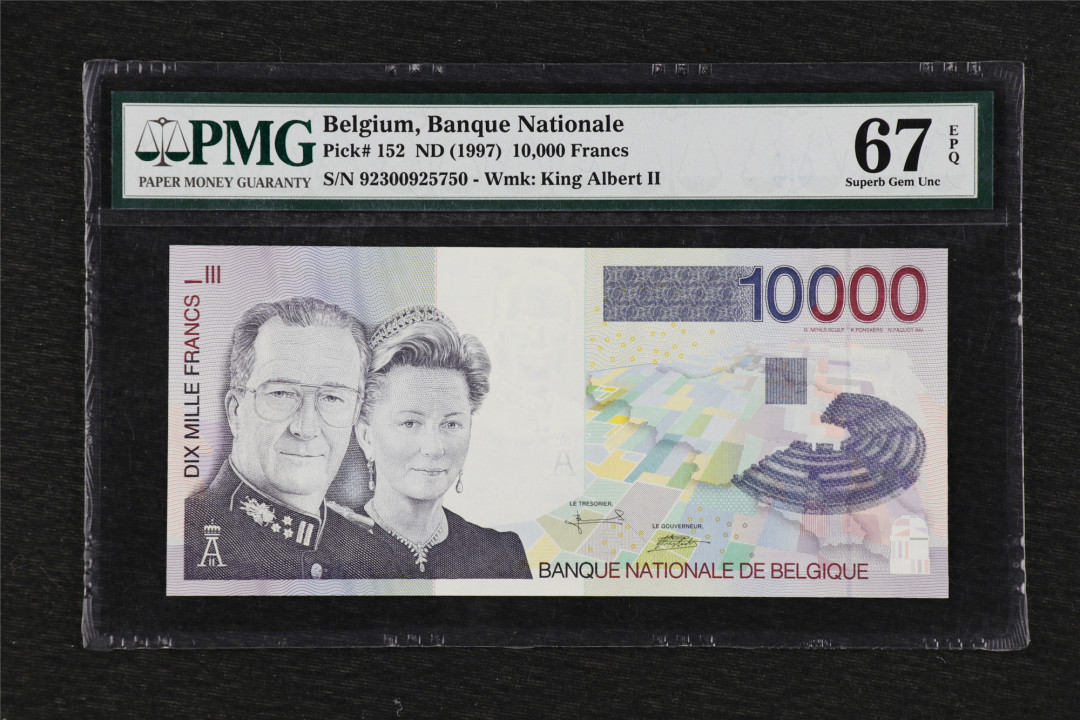 PMG
PAPER MONEY GUARANTY
Belgium, Banque Nationale
Pick# 152 ND (1997) 10,000 Francs
S/N 92300925750 - Wmk: King Albert II
67
EPQ
Superb Gem Unc
DIX MILLE FRANCS
10000
LE TRESORIER,
LE GOUVERNEUR,
A
BANQUE NATIONALE DE BELGIQUE